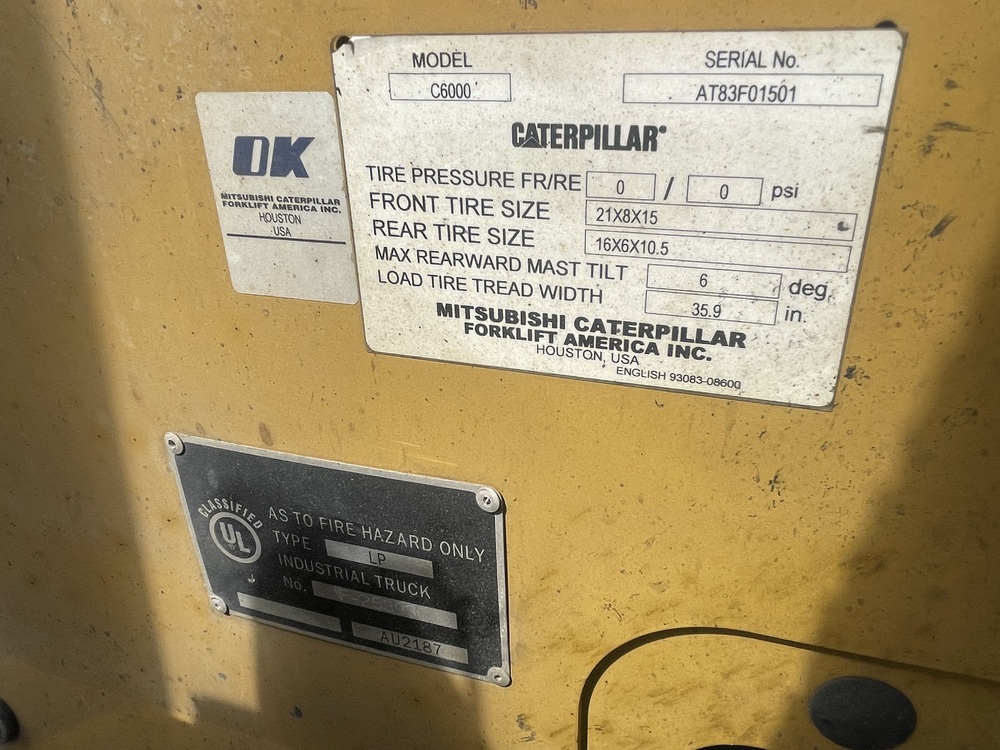 MODEL
C6000
SERIAL No.
AT83F01501
CATERPILLAR®
TIRE PRESSURE FR/RE 0 / 0 psi
FRONT TIRE SIZE 21X8X15
REAR TIRE SIZE 16X6X10.5
MAX REARWARD MAST TILT 6 deg.
LOAD TIRE TREAD WIDTH 35.9 in.
MITSUBISHI CATERPILLAR
FORKLIFT AMERICA INC.
HOUSTON, USA
ENGLISH 93083-08600
OK
MITSUBISHI CATERPILLAR
FORKLIFT AMERICA INC.
HOUSTON
USA
CLASSIFIED
UL
AS TO FIRE HAZARD ONLY
TYPE LP
INDUSTRIAL TRUCK
No.
AU2187